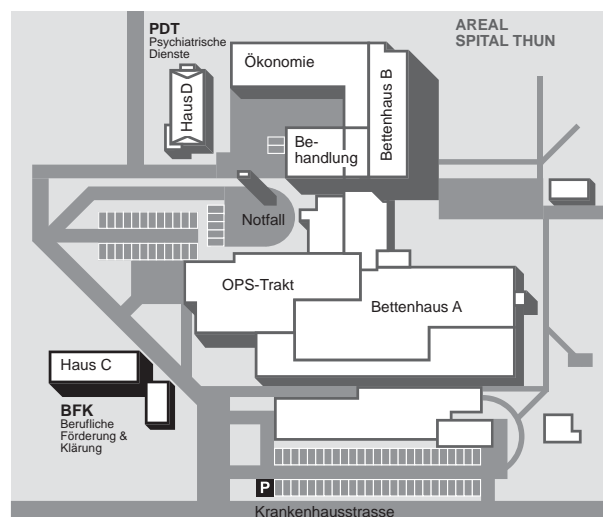 PDT
Psychiatrische
Dienste
AREAL
SPITAL THUN
Ökonomie
Haus D
Bettenhaus B
Be-
handlung
Notfall
OPS-Trakt
Bettenhaus A
Haus C
BFK
Berufliche
Förderung &
Klärung
P
Krankenhausstrasse